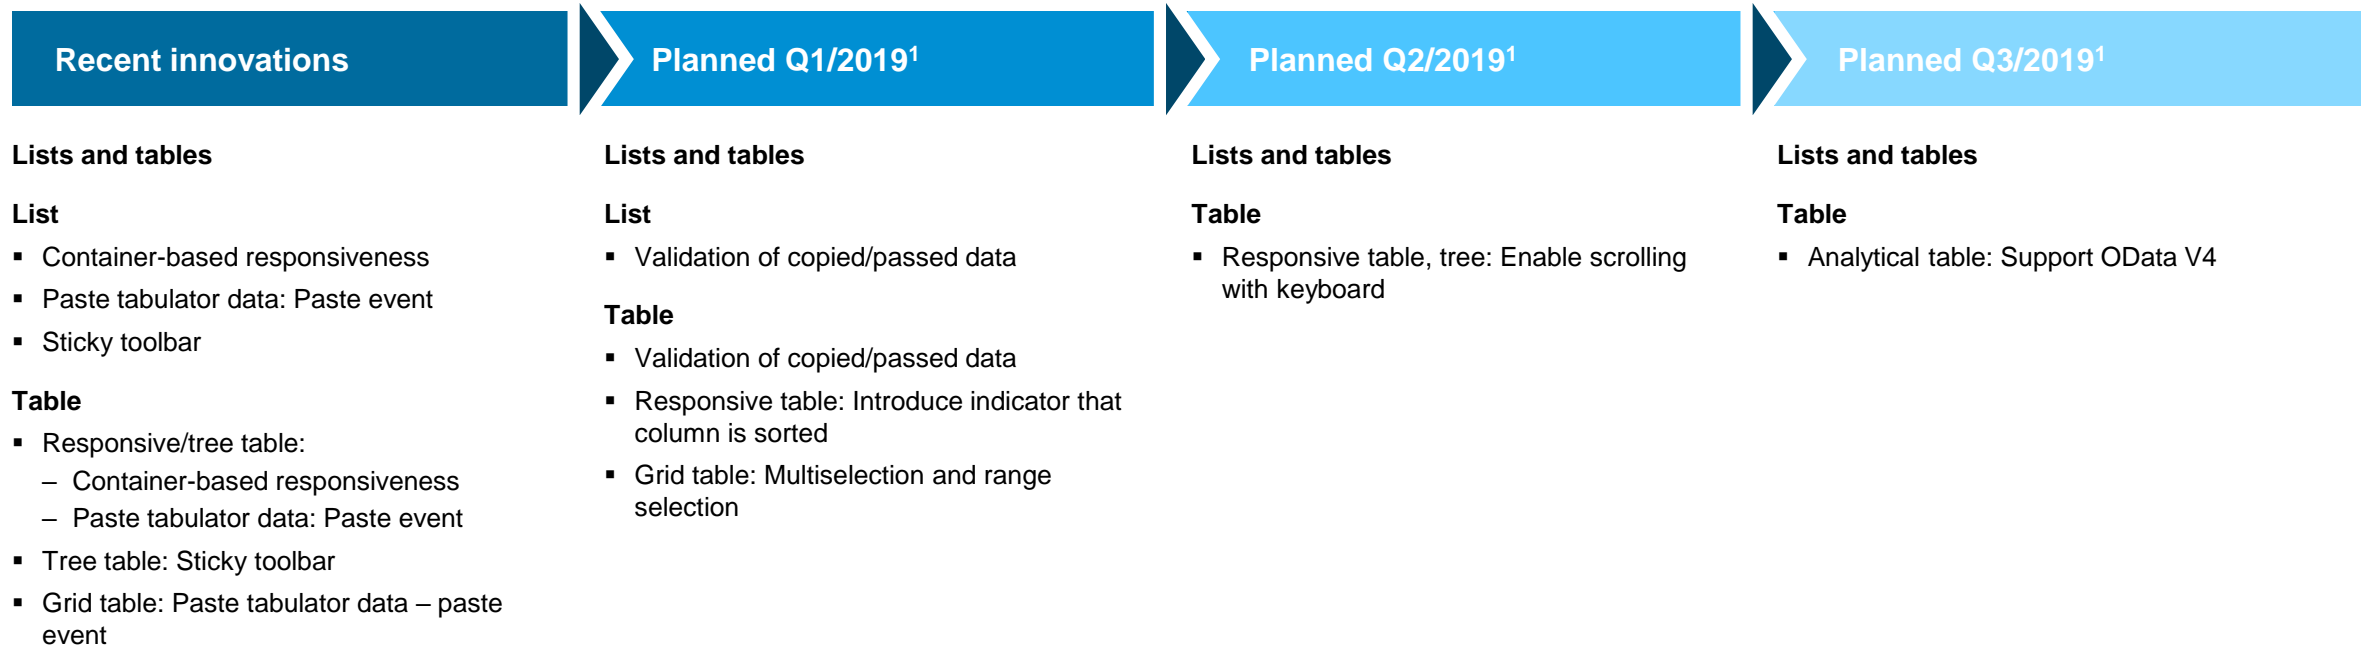 Recent innovations
Lists and tables
List
▪ Container-based responsiveness
▪ Paste tabulator data: Paste event
▪ Sticky toolbar
Table
▪ Responsive/tree table:
– Container-based responsiveness
– Paste tabulator data: Paste event
▪ Tree table: Sticky toolbar
▪ Grid table: Paste tabulator data – paste
event
Planned Q1/2019¹
Lists and tables
List
▪ Validation of copied/passed data
Table
▪ Validation of copied/passed data
▪ Responsive table: Introduce indicator that
column is sorted
▪ Grid table: Multiselection and range
selection
Planned Q2/2019¹
Lists and tables
Table
▪ Responsive table, tree: Enable scrolling
with keyboard
Planned Q3/2019¹
Lists and tables
Table
▪ Analytical table: Support OData V4